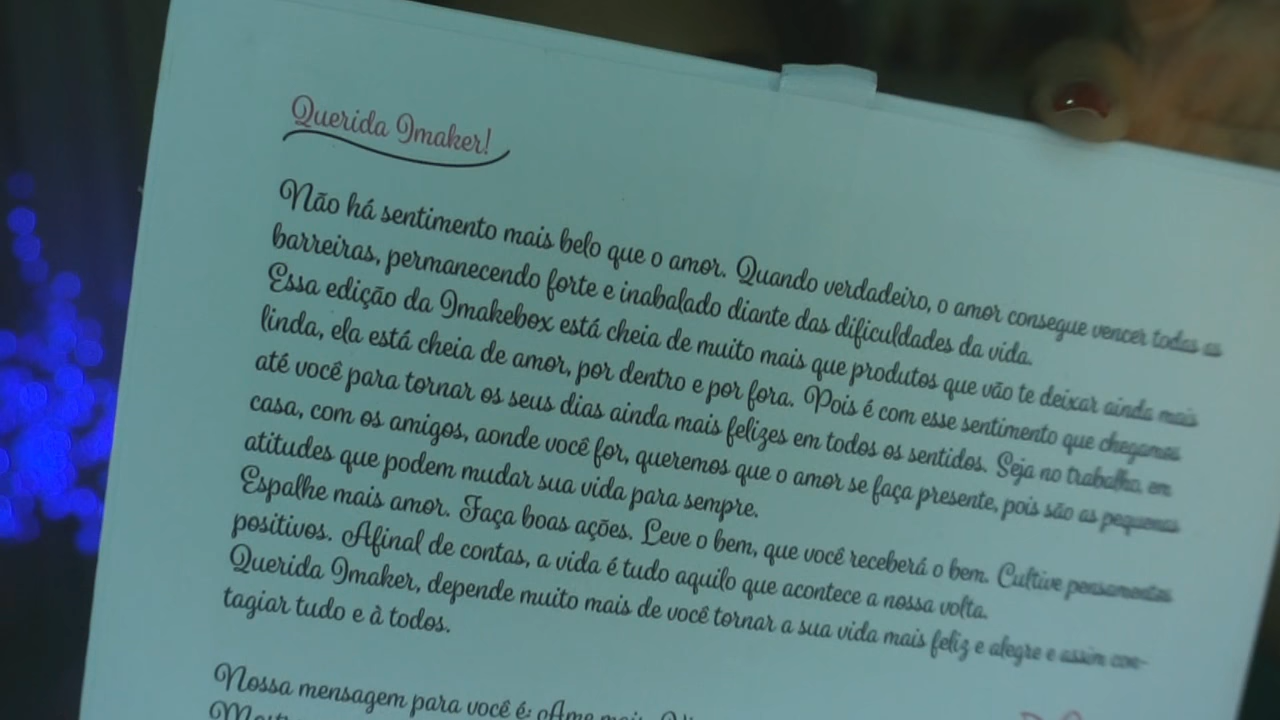 Querida Imaker!
Não há sentimento mais belo que o amor. Quando verdadeiro, o amor consegue vencer todas as
barreiras, permanecendo forte e inabalado diante das dificuldades da vida.
Essa edição da Imakebox está cheia de muito mais que produtos que vão te deixar ainda mais
linda, ela está cheia de amor, por dentro e por fora. Pois é com esse sentimento que chegamos
até você para tornar os seus dias ainda mais felizes em todos os sentidos. Seja no trabalho, em
casa, com os amigos, aonde você for, queremos que o amor se faça presente, pois são as pequenas
atitudes que podem mudar sua vida para sempre.
Espalhe mais amor. Faça boas ações. Leve o bem, que você receberá o bem. Cultive pensamentos
positivos. Afinal de contas, a vida é tudo aquilo que acontece a nossa volta.
Querida Imaker, depende muito mais de você tornar a sua vida mais feliz e alegre e assim con-
tagiar tudo e à todos.
Nossa mensagem para você é: Ame mais.